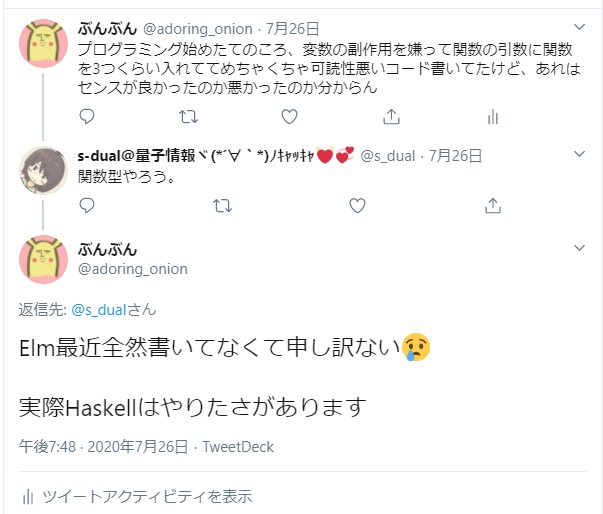 ぶんぶん @adoring_onion · 7月26日
プログラミング始めたてのころ、変数の副作用を嫌って関数の引数に関数
を3つくらい入れててめちゃくちゃ可読性悪いコード書いてたけど、あれは
センスが良かったのか悪かったのか分からん
s-dual@量子情報ヾ(*´∀｀*)ﾉｷｬｯｷｬ❤️💞 @s_dual · 7月26日
関数型やろう。
ぶんぶん
@adoring_onion
返信先: @s_dualさん
Elm最近全然書いてなくて申し訳ない😢
実際Haskellはやりたさがあります
午後7:48 · 2020年7月26日 · TweetDeck
ツイートアクティビティを表示